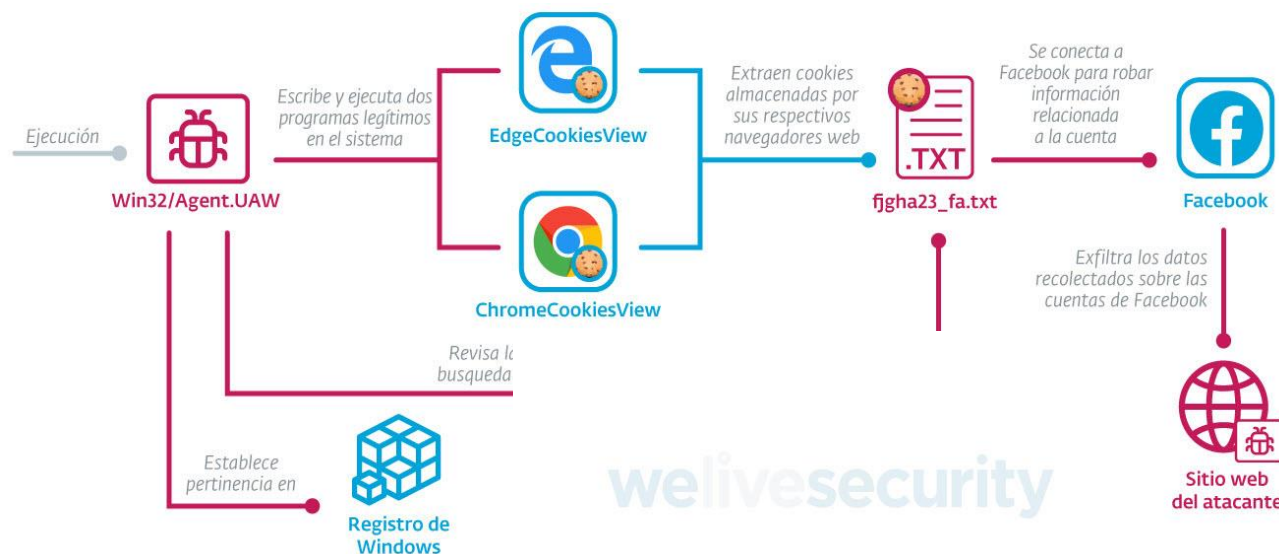 Ejecución
Win32/Agent.UAW
Escribe y ejecuta dos
programas legítimos
en el sistema
EdgeCookiesView
ChromeCookiesView
Extraen cookies
almacenadas por
sus respectivos
navegadores web
.TXT
fjgha23_fa.txt
Se conecta a
Facebook para robar
información
relacionada
a la cuenta
Facebook
Exfiltra los datos
recolectados sobre las
cuentas de Facebook
Sitio web
del atacante
Revisa
busqueda
Establece
pertinencia en
Registro de
Windows
welivesecurity